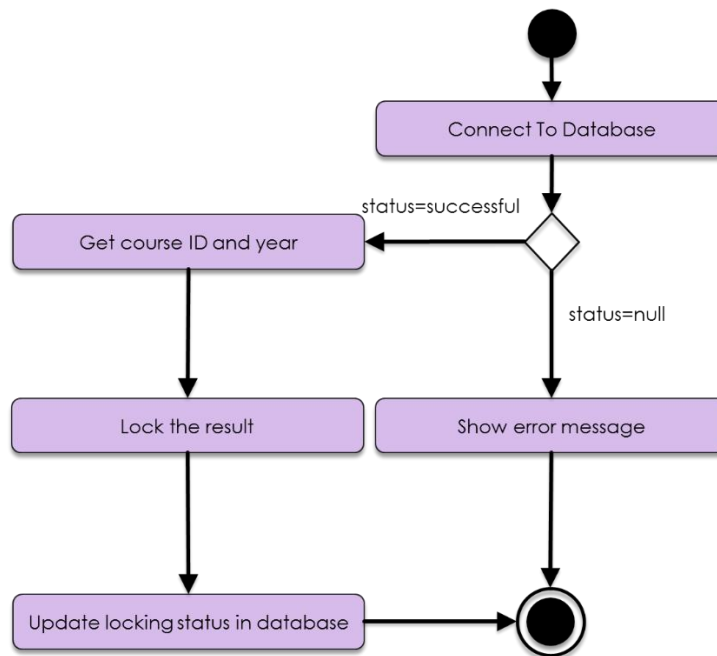 Connect To Database
status=successful
Get course ID and year
status=null
Lock the result
Show error message
Update locking status in database